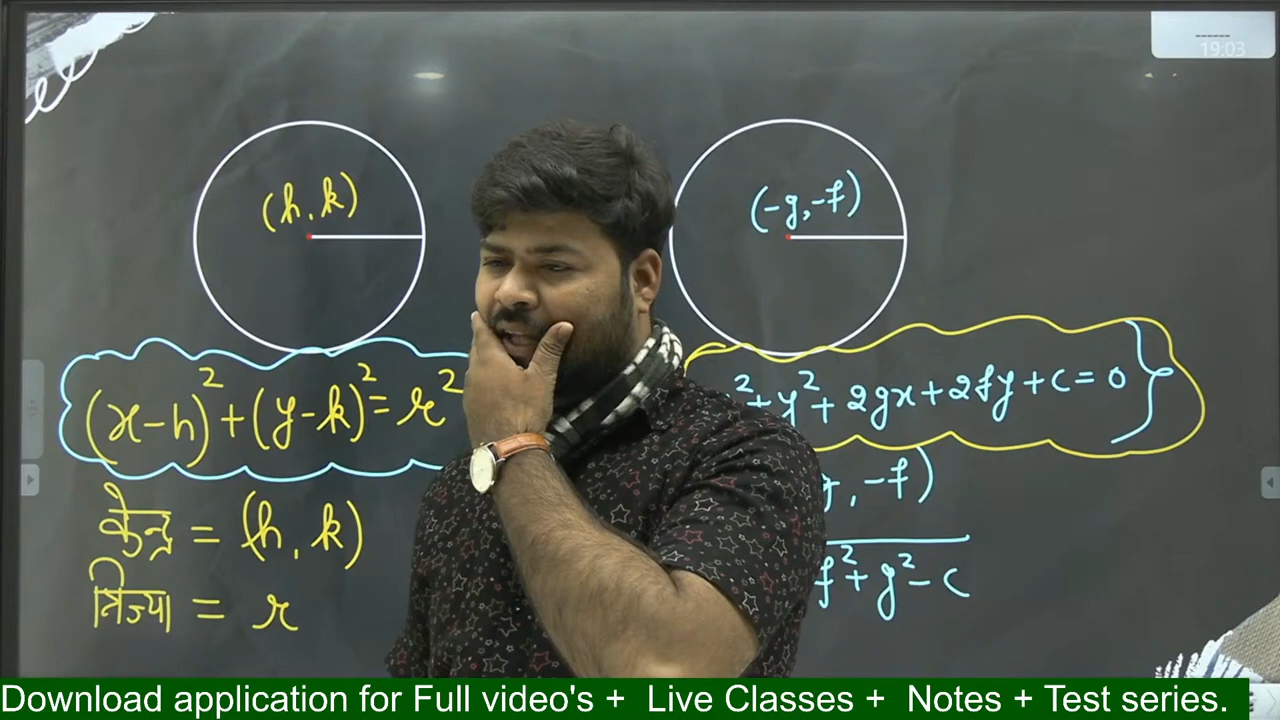 19:03
(h, k)
(-g, -f)
(x-h)² + (y-k)² = r²
² + y² + 2gx + 2fy + c = 0
केन्द्र = (h, k)
, -f)
त्रिज्या = r
f² + g² - c
Download application for Full video's + Live Classes + Notes + Test series.